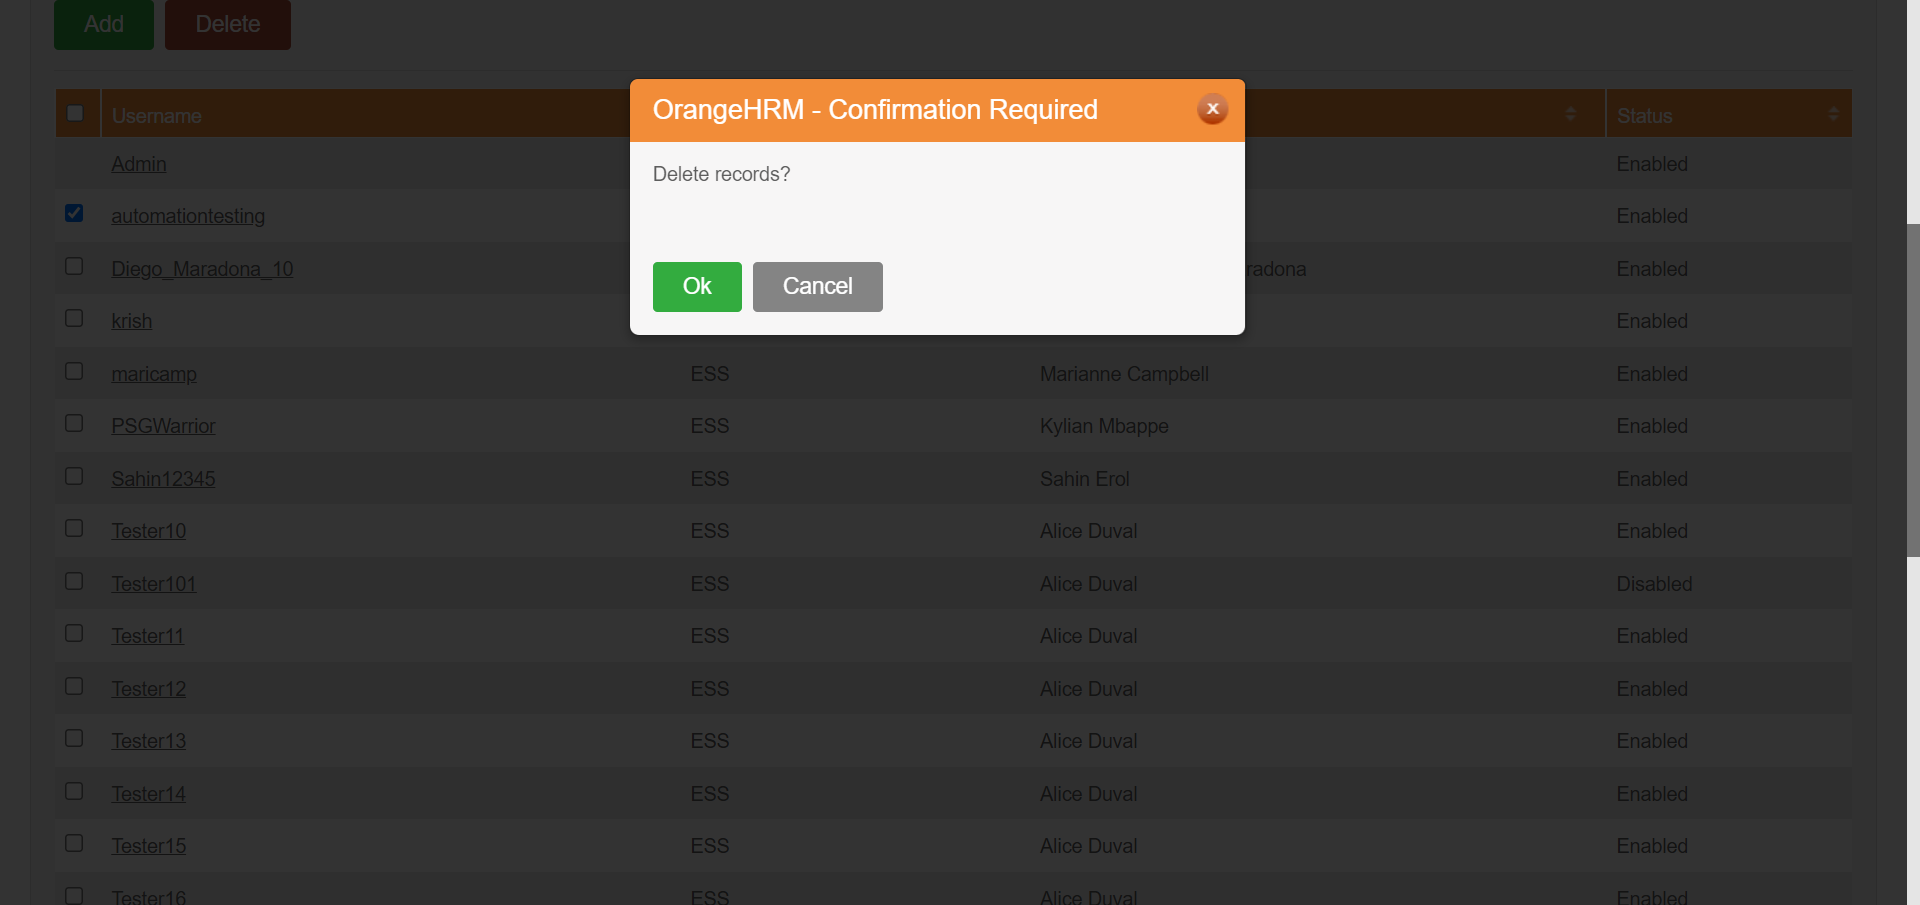 Add Delete
OrangeHRM - Confirmation Required x
Username Status
Delete records?
Admin Enabled
automationtesting Enabled
Diego_Maradona_10 radona Enabled
Ok Cancel
krish Enabled
maricamp ESS Marianne Campbell Enabled
PSGWarrior ESS Kylian Mbappe Enabled
Sahin12345 ESS Sahin Erol Enabled
Tester10 ESS Alice Duval Enabled
Tester101 ESS Alice Duval Disabled
Tester11 ESS Alice Duval Enabled
Tester12 ESS Alice Duval Enabled
Tester13 ESS Alice Duval Enabled
Tester14 ESS Alice Duval Enabled
Tester15 ESS Alice Duval Enabled
Tester16 ESS Alice Duval Enabled